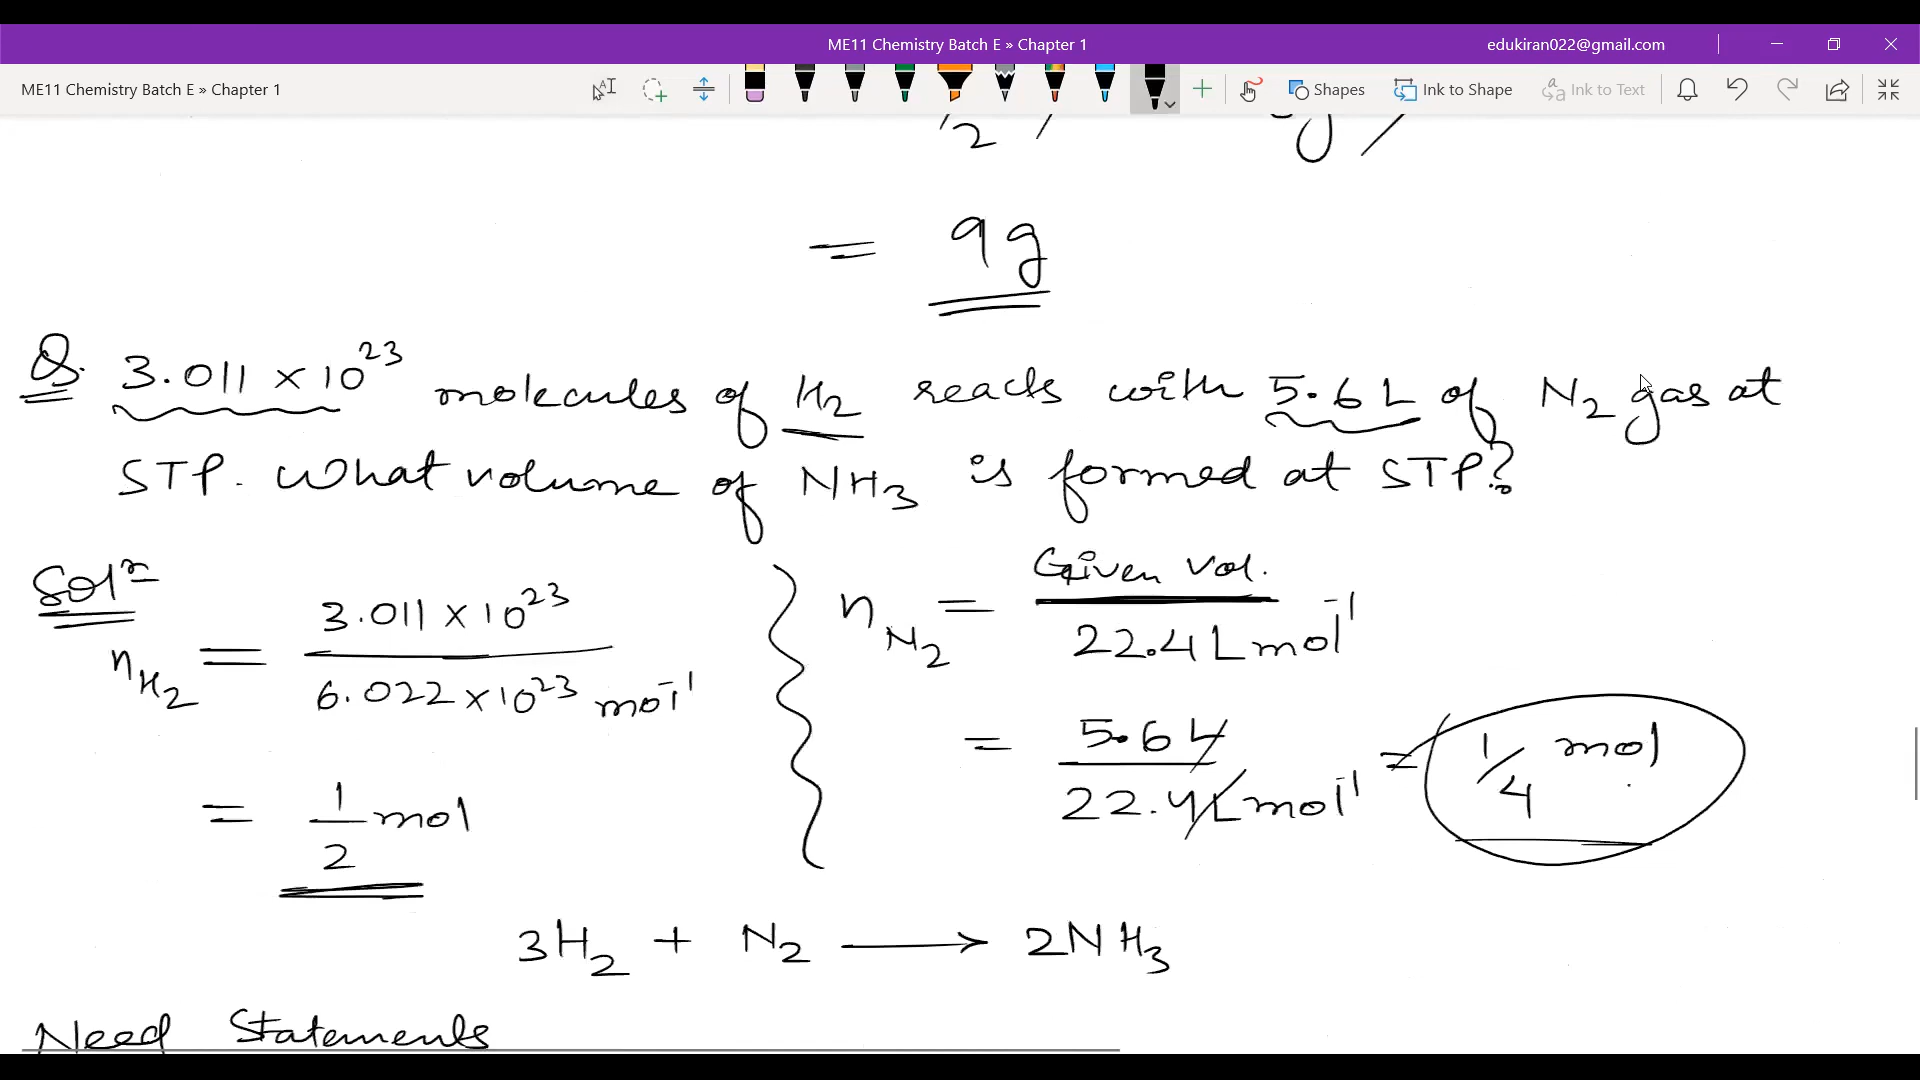 ME11 Chemistry Batch E » Chapter 1
edukiran022@gmail.com
ME11 Chemistry Batch E » Chapter 1
Shapes
Ink to Shape
Ink to Text
2
= 9g
Q. 3.011 × 10²³ molecules of H₂ reacts with 5.6 L of N₂ gas at
STP. What volume of NH₃ is formed at STP?
Solⁿ
n_H₂ = 3.011 × 10²³ / 6.022 × 10²³ mol⁻¹
= 1/2 mol
n_N₂ = Given Vol. / 22.4 L mol⁻¹
= 5.6 L / 22.4 L mol⁻¹ = 1/4 mol
3H₂ + N₂ → 2NH₃
Need Statements